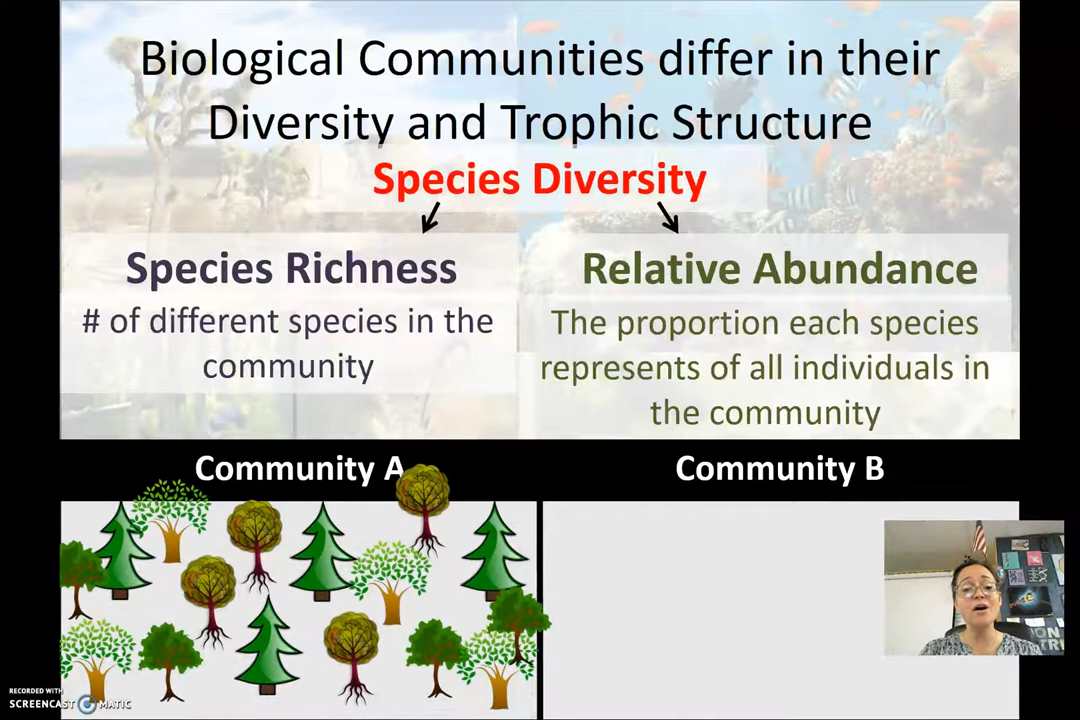 Biological Communities differ in their
Diversity and Trophic Structure
Species Diversity
Species Richness
# of different species in the
community
Relative Abundance
The proportion each species
represents of all individuals in
the community
Community A
Community B
RECORDED WITH
SCREENCAST MATIC